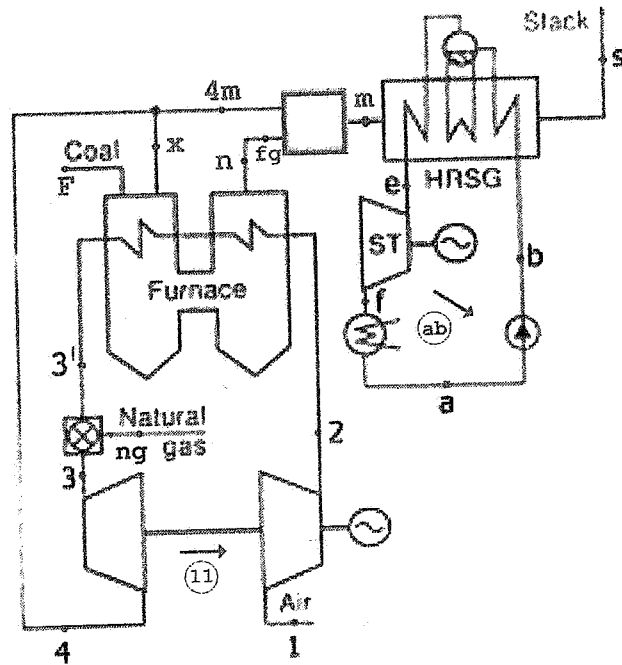 Stack
s
4m
m
x
Coal
F
n
fg
e
HRSG
ST
b
Furnace
f
ab
3'
a
Natural
gas
ng
2
3
11
Air
4
1